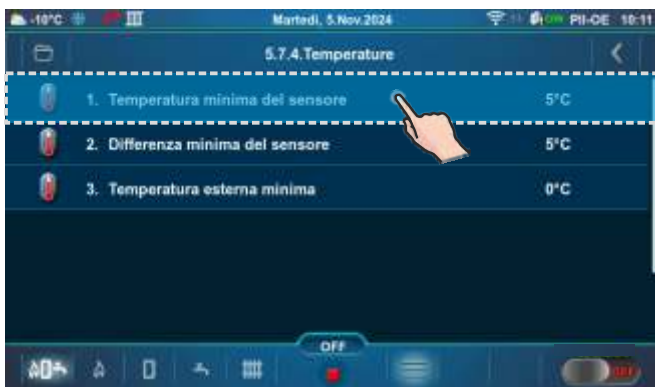 -10°C Martedì, 5.Nov.2024 PII-OE 10:11
5.7.4.Temperature
1. Temperatura minima del sensore 5°C
2. Differenza minima del sensore 5°C
3. Temperatura esterna minima 0°C
OFF
OFF